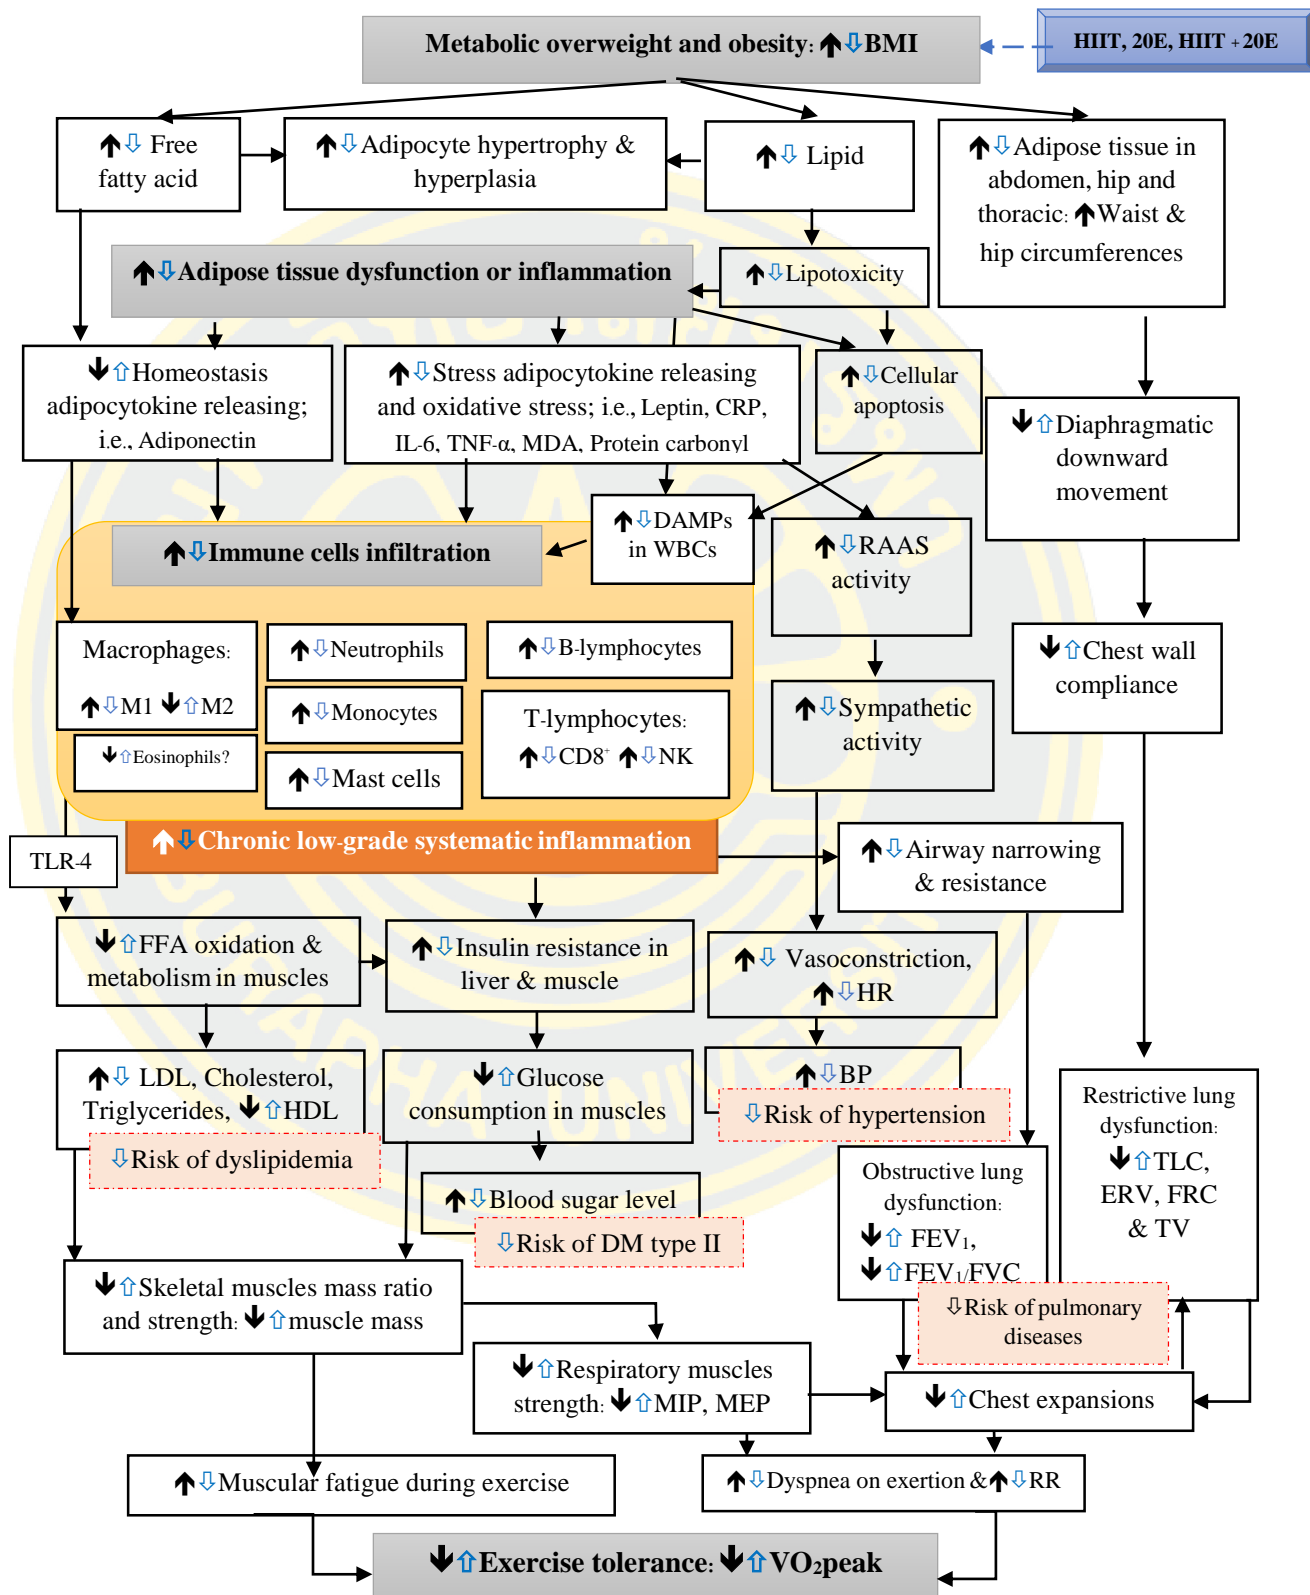 Metabolic overweight and obesity: ⬆⇩BMI
HIIT, 20E, HIIT +20E
⬆⇩ Free
fatty acid
⬆⇩Adipocyte hypertrophy &
hyperplasia
⬆⇩ Lipid
⬆⇩Adipose tissue in
abdomen, hip and
thoracic: ⬆Waist &
hip circumferences
⬆⇩Adipose tissue dysfunction or inflammation
⬆⇩Lipotoxicity
⬇⇧Homeostasis
adipocytokine releasing;
i.e., Adiponectin
⬆⇩Stress adipocytokine releasing
and oxidative stress; i.e., Leptin, CRP,
IL-6, TNF-α, MDA, Protein carbonyl
⬆⇩Cellular
apoptosis
⬇⇧Diaphragmatic
downward
movement
⬆⇩DAMPs
in WBCs
⬆⇩Immune cells infiltration
⬆⇩RAAS
activity
Macrophages:
⬆⇩M1 ⬇⇧M2
⬆⇩Neutrophils
⬆⇩B-lymphocytes
⬇⇧Chest wall
compliance
⬆⇩Monocytes
T-lymphocytes:
⬆⇩CD8⁺ ⬆⇩NK
⬆⇩Sympathetic
activity
⬇⇧Eosinophils?
⬆⇩Mast cells
⬆⇩Chronic low-grade systematic inflammation
TLR-4
⬆⇩Airway narrowing
& resistance
⬇⇧FFA oxidation &
metabolism in muscles
⬆⇩Insulin resistance in
liver & muscle
⬆⇩ Vasoconstriction,
⬆⇩HR
⬆⇩ LDL, Cholesterol,
Triglycerides, ⬇⇧HDL
⇩Risk of dyslipidemia
⬇⇧Glucose
consumption in muscles
⬆⇩BP
⇩Risk of hypertension
Restrictive lung
dysfunction:
⬇⇧TLC,
ERV, FRC
& TV
⬆⇩Blood sugar level
⇩Risk of DM type II
Obstructive lung
dysfunction:
⬇⇧ FEV₁,
⬇⇧FEV₁/FVC
⇩Risk of pulmonary
diseases
⬇⇧Skeletal muscles mass ratio
and strength: ⬇⇧muscle mass
⬇⇧Respiratory muscles
strength: ⬇⇧MIP, MEP
⬇⇧Chest expansions
⬆⇩Muscular fatigue during exercise
⬆⇩Dyspnea on exertion &⬆⇩RR
⬇⇧Exercise tolerance: ⬇⇧VO₂peak
BURAPHA UNIVERSITY